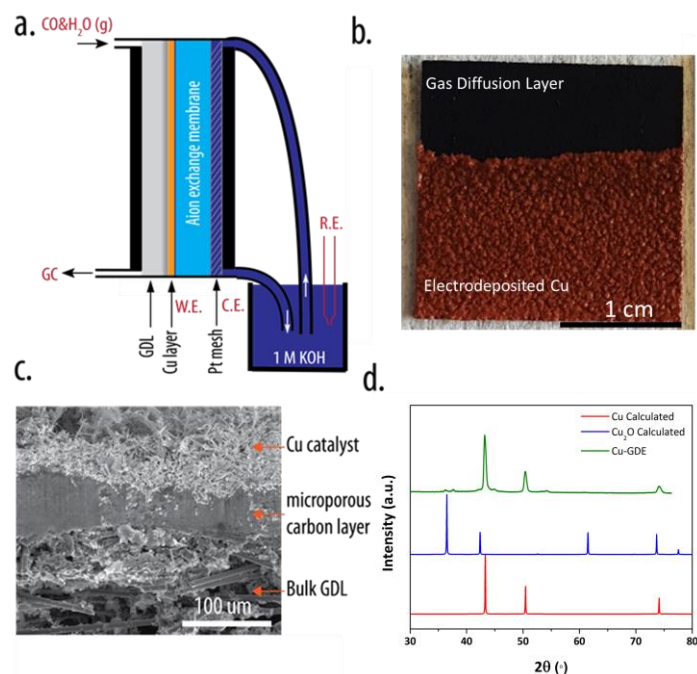 a.
CO&H₂O (g)
Aion exchange membrane
GC
W.E.
C.E.
R.E.
GDL
Cu layer
Pt mesh
1 M KOH
b.
Gas Diffusion Layer
Electrodeposited Cu
1 cm
c.
Cu catalyst
microporous
carbon layer
Bulk GDL
100 um
d.
Cu Calculated
Cu₂O Calculated
Cu-GDE
Intensity (a.u.)
30 40 50 60 70 80
2θ (◦)